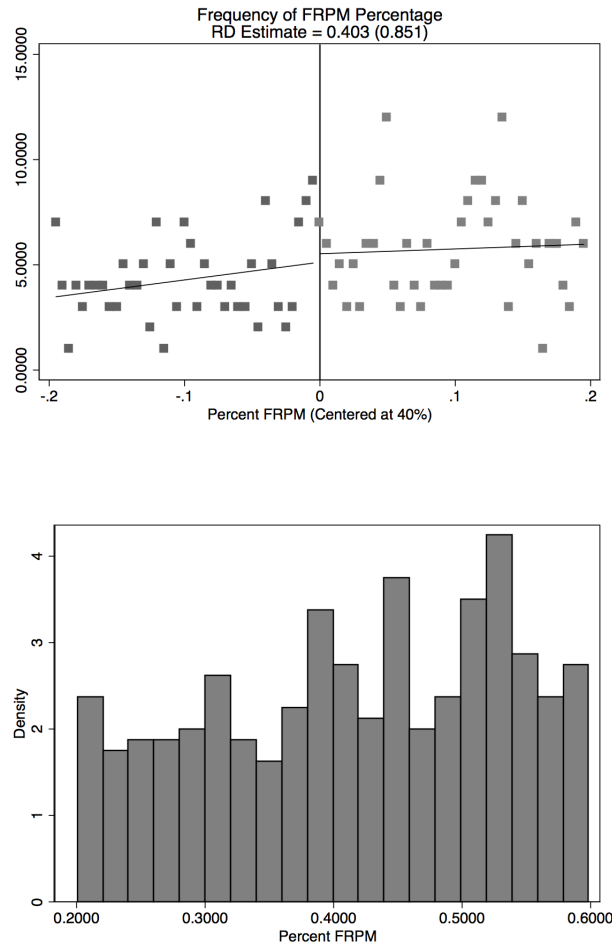 Frequency of FRPM Percentage
RD Estimate = 0.403 (0.851)
15.0000
10.0000
5.0000
0.0000
-.2 -.1 0 .1 .2
Percent FRPM (Centered at 40%)
4
3
2
1
0
Density
0.2000 0.3000 0.4000 0.5000 0.6000
Percent FRPM